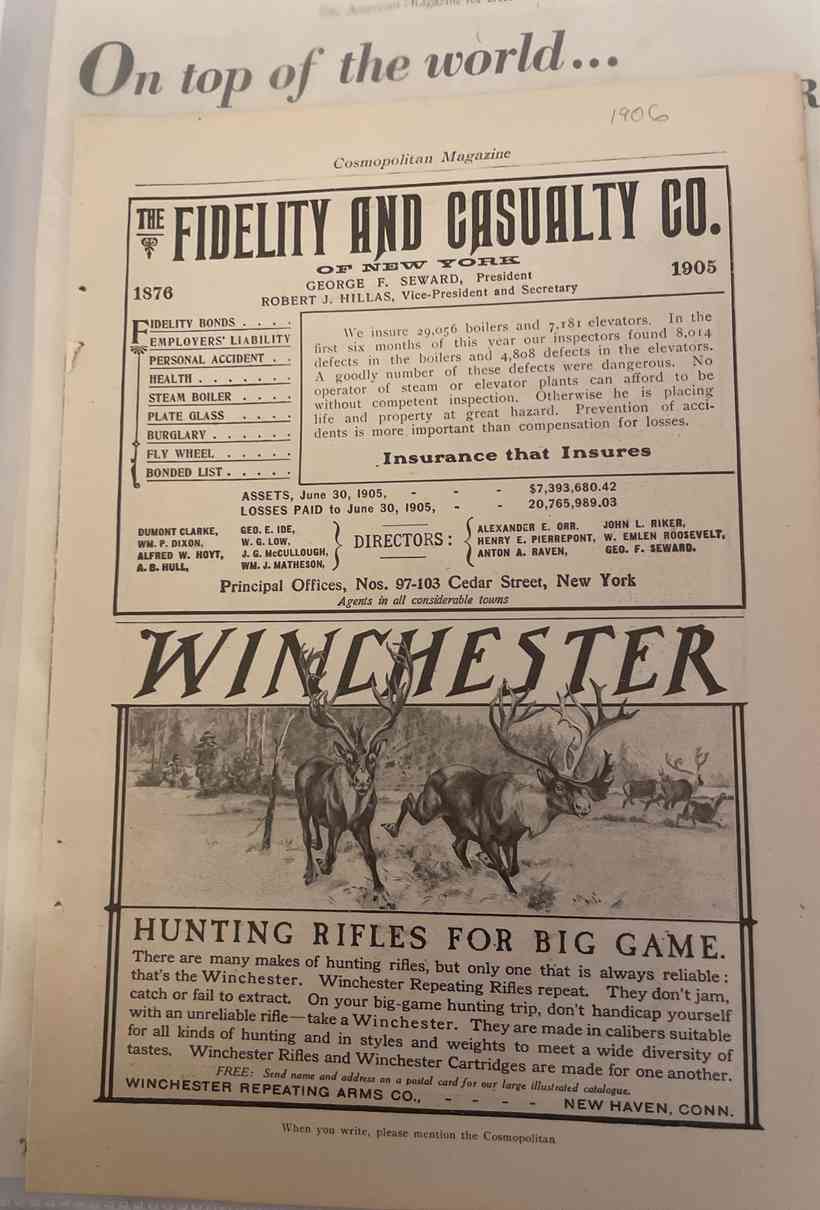 On top of the world...
1906
Cosmopolitan Magazine
THE FIDELITY AND CASUALTY CO.
OF NEW YORK
1876
GEORGE F. SEWARD, President
1905
ROBERT J. HILLAS, Vice-President and Secretary
FIDELITY BONDS . . . .
EMPLOYERS' LIABILITY
PERSONAL ACCIDENT . .
HEALTH . . . . . . .
STEAM BOILER . . . .
PLATE GLASS . . . .
BURGLARY . . . . . .
FLY WHEEL . . . . .
BONDED LIST . . . . .
We insure 29,056 boilers and 7,181 elevators. In the
first six months of this year our inspectors found 8,014
defects in the boilers and 4,808 defects in the elevators.
A goodly number of these defects were dangerous. No
operator of steam or elevator plants can afford to be
without competent inspection. Otherwise he is placing
life and property at great hazard. Prevention of acci-
dents is more important than compensation for losses.
Insurance that Insures
ASSETS, June 30, 1905, - - - $7,393,680.42
LOSSES PAID to June 30, 1905, - - - 20,765,989.03
DUMONT CLARKE,
WM. P. DIXON,
ALFRED W. HOYT,
A. B. HULL,
GEO. E. IDE,
W. G. LOW,
J. G. McCULLOUGH,
WM. J. MATHESON,
DIRECTORS:
ALEXANDER E. ORR.
HENRY E. PIERREPONT,
ANTON A. RAVEN,
JOHN L. RIKER,
W. EMLEN ROOSEVELT,
GEO. F. SEWARD.
Principal Offices, Nos. 97-103 Cedar Street, New York
Agents in all considerable towns
WINCHESTER
HUNTING RIFLES FOR BIG GAME.
There are many makes of hunting rifles, but only one that is always reliable:
that's the Winchester. Winchester Repeating Rifles repeat. They don't jam,
catch or fail to extract. On your big-game hunting trip, don't handicap yourself
with an unreliable rifle—take a Winchester. They are made in calibers suitable
for all kinds of hunting and in styles and weights to meet a wide diversity of
tastes. Winchester Rifles and Winchester Cartridges are made for one another.
FREE: Send name and address on a postal card for our large illustrated catalogue.
WINCHESTER REPEATING ARMS CO., - - - - NEW HAVEN, CONN.
When you write, please mention the Cosmopolitan